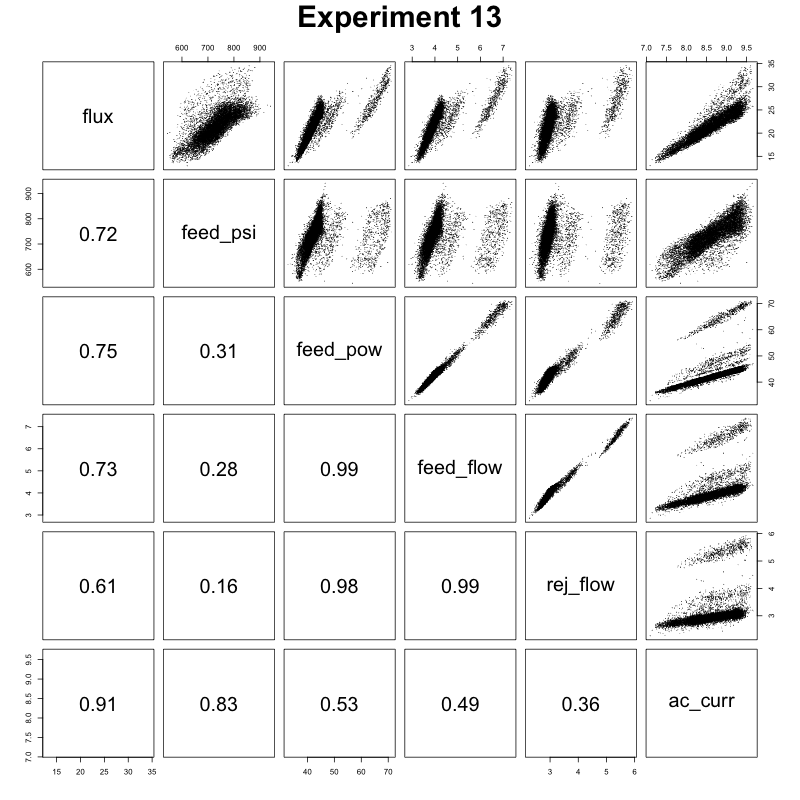 Experiment 13
600 700 800 900 3 4 5 6 7 7.0 8.0 8.5 9.0 9.5
flux 15 20 25 30 35
600 700 800 900 0.72 feed_psi
0.75 0.31 feed_pow 40 50 60 70
3 4 5 6 7 0.73 0.28 0.99 feed_flow
0.61 0.16 0.98 0.99 rej_flow 3 4 5 6
7.0 7.5 8.0 8.5 9.0 9.5 0.91 0.83 0.53 0.49 0.36 ac_curr
15 20 25 30 35 40 50 60 70 3 4 5 6